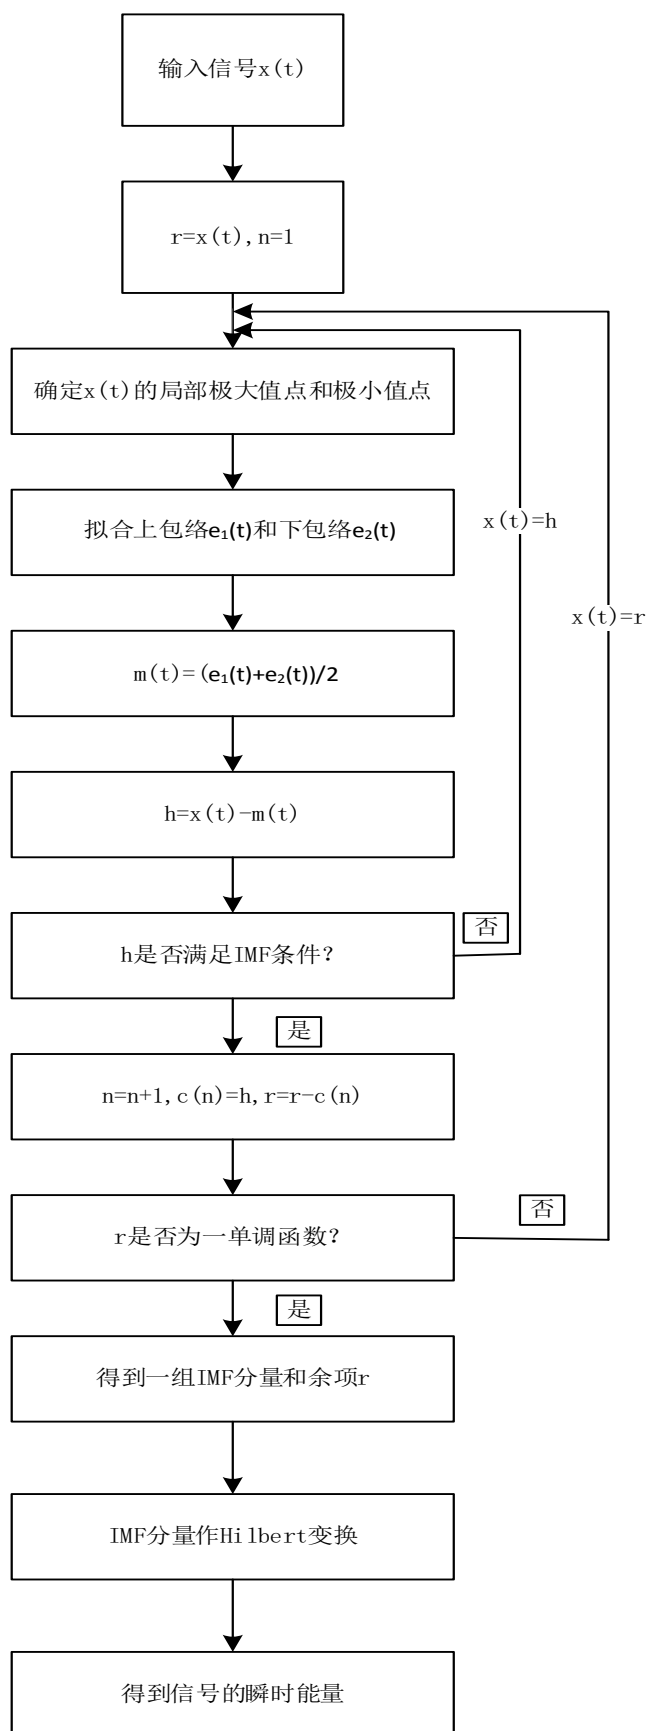 输入信号x(t)
r=x(t),n=1
确定x(t)的局部极大值点和极小值点
拟合上包络e₁(t)和下包络e₂(t)
x(t)=h
x(t)=r
m(t)=(e₁(t)+e₂(t))/2
h=x(t)-m(t)
h是否满足IMF条件?
否
是
n=n+1,c(n)=h,r=r-c(n)
r是否为一单调函数?
否
是
得到一组IMF分量和余项r
IMF分量作Hilbert变换
得到信号的瞬时能量